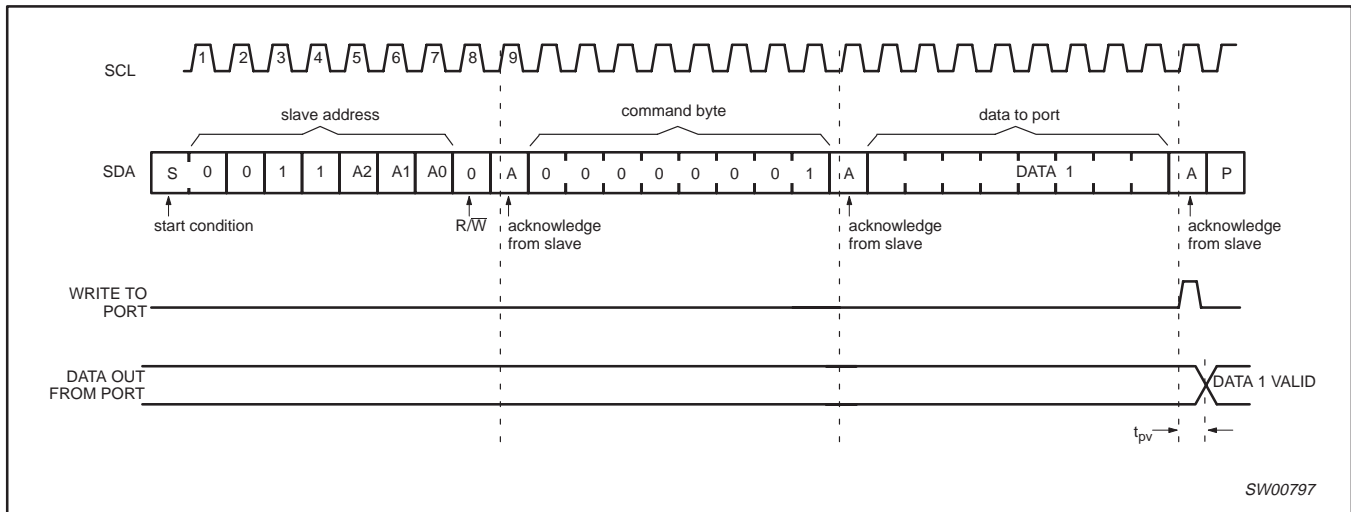 1 2 3 4 5 6 7 8 9
SCL
slave address
command byte
data to port
SDA
S 0 0 1 1 A2 A1 A0 0 A 0 0 0 0 0 0 0 1 A DATA 1 A P
start condition
R/W̅
acknowledge
from slave
acknowledge
from slave
acknowledge
from slave
WRITE TO
PORT
DATA OUT
FROM PORT
DATA 1 VALID
tpv
SW00797